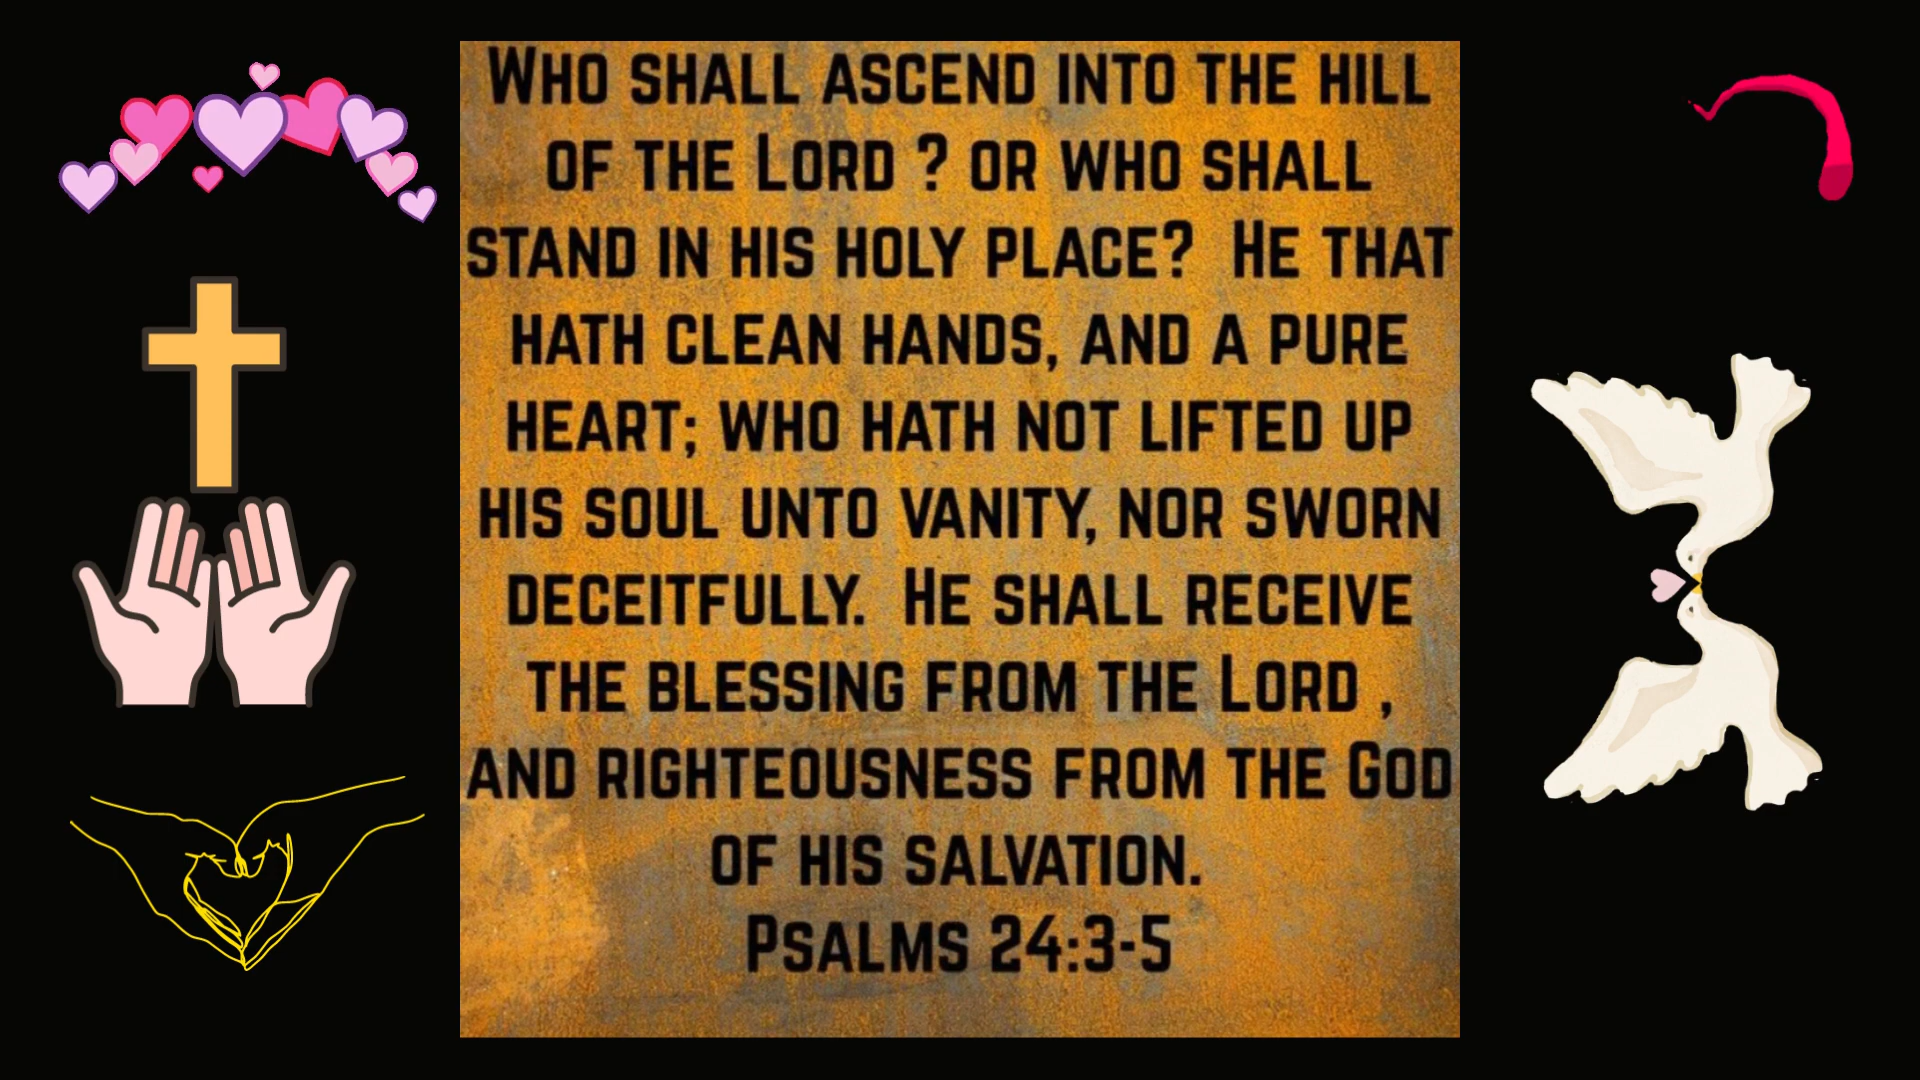 Who shall ascend into the hill
of the Lord ? or who shall
stand in his holy place?  He that
hath clean hands, and a pure
heart; who hath not lifted up
his soul unto vanity, nor sworn
deceitfully.  He shall receive
the blessing from the Lord ,
and righteousness from the God
of his salvation.
Psalms 24:3-5